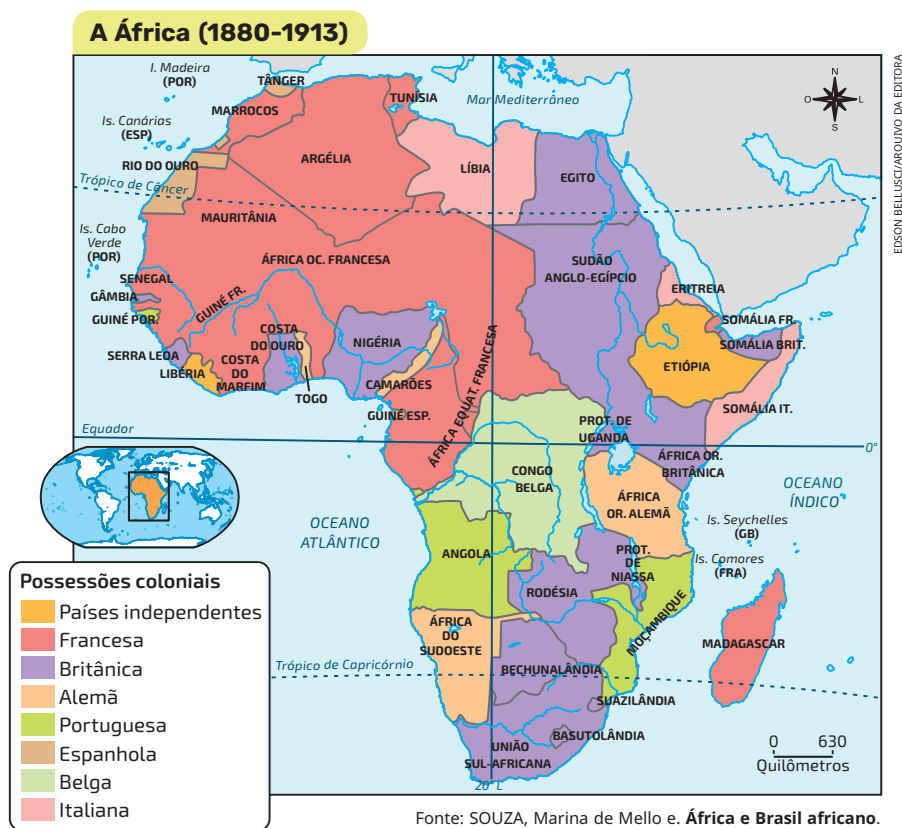 A África (1880-1913)
EDSON BELLUSCI/ARQUIVO DA EDITORA
I. Madeira
(POR)
TÂNGER
TUNÍSIA
Mar Mediterrâneo
N
O
L
S
MARROCOS
Is. Canárias
(ESP)
RIO DO OURO
ARGÉLIA
LÍBIA
EGITO
Trópico de Câncer
MAURITÂNIA
Is. Cabo
Verde
(POR)
ÁFRICA OC. FRANCESA
SUDÃO
ANGLO-EGÍPCIO
ERITREIA
SENEGAL
GÂMBIA
GUINÉ FR.
GUINÉ POR.
SOMÁLIA FR.
SOMÁLIA BRIT.
COSTA
DO OURO
NIGÉRIA
SERRA LEOA
LIBÉRIA
COSTA
DO
MARFIM
TOGO
CAMARÕES
GUINÉ ESP.
ÁFRICA EQUAT. FRANCESA
ETIÓPIA
SOMÁLIA IT.
Equador
PROT. DE
UGANDA
ÁFRICA OR.
BRITÂNICA
0°
CONGO
BELGA
OCEANO
ÍNDICO
ÁFRICA
OR. ALEMÃ
Is. Seychelles
(GB)
OCEANO
ATLÂNTICO
ANGOLA
PROT.
DE
NIASSA
Is. Comores
(FRA)
RODÉSIA
MOÇAMBIQUE
ÁFRICA
DO
SUDOESTE
MADAGASCAR
Trópico de Capricórnio
BECHUNALÂNDIA
SUAZILÂNDIA
BASUTOLÂNDIA
UNIÃO
SUL-AFRICANA
20° L
0 630
Quilômetros
Possessões coloniais
Países independentes
Francesa
Britânica
Alemã
Portuguesa
Espanhola
Belga
Italiana
Fonte: SOUZA, Marina de Mello e. África e Brasil africano.